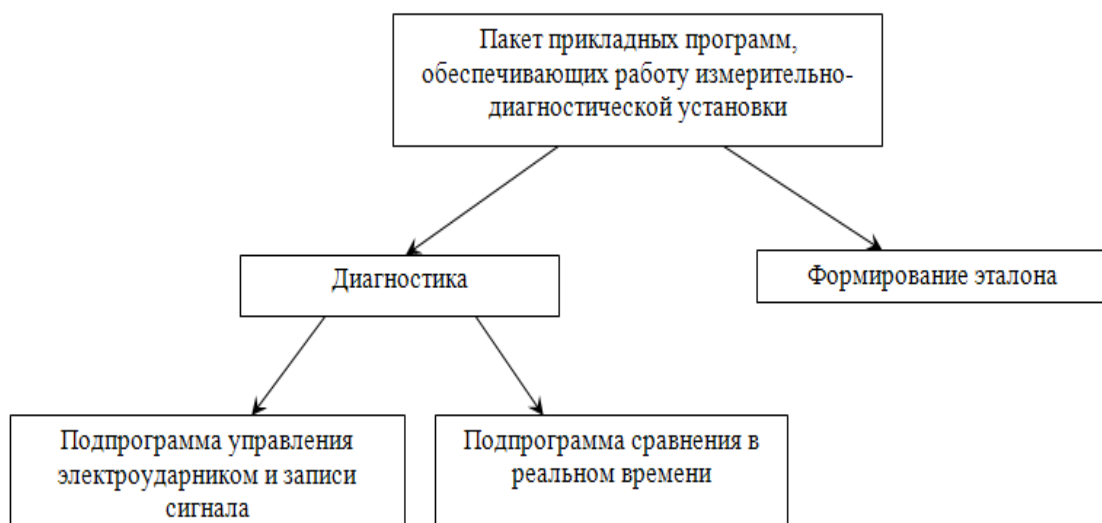 Пакет прикладных программ,
обеспечивающих работу измерительно-
диагностической установки
Диагностика
Формирование эталона
Подпрограмма управления
электроударником и записи
сигнала
Подпрограмма сравнения в
реальном времени